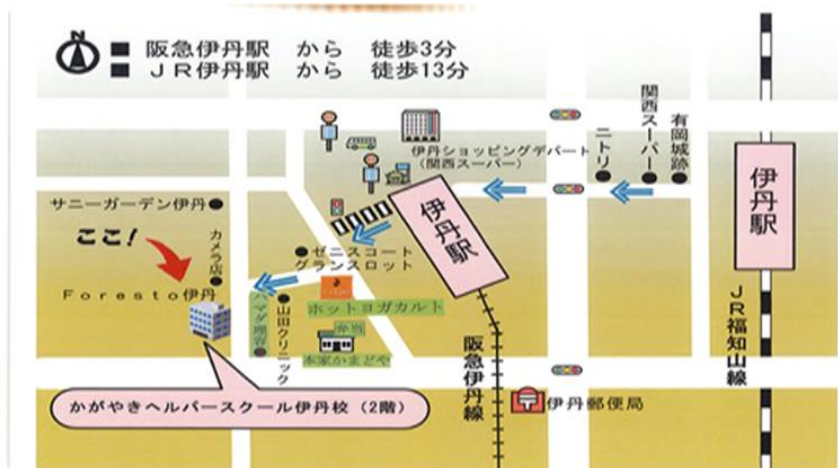 N
■ 阪急伊丹駅 から 徒歩3分
■ JR伊丹駅 から 徒歩13分
伊丹ショッピングデパート
(関西スーパー)
ニトリ
関西スーパー
有岡城跡
伊丹駅
伊丹駅
サニーガーデン伊丹
ここ!
カメラ店
ゼニスコート
グランスロット
Foresto伊丹
ハマダ理容
山田クリニック
ホットヨガカルト
弁当
本家かまどや
阪急伊丹線
JR福知山線
かがやきヘルパースクール伊丹校(2階)
伊丹郵便局